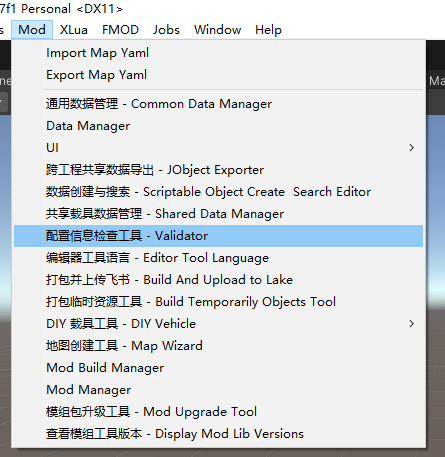 7f1 Personal <DX11>
s Mod XLua FMOD Jobs Window Help
Import Map Yaml
Export Map Yaml
通用数据管理 - Common Data Manager
Data Manager
UI
跨工程共享数据导出 - JObject Exporter
数据创建与搜索 - Scriptable Object Create Search Editor
共享载具数据管理 - Shared Data Manager
配置信息检查工具 - Validator
编辑器工具语言 - Editor Tool Language
打包并上传飞书 - Build And Upload to Lake
打包临时资源工具 - Build Temporarily Objects Tool
DIY 载具工具 - DIY Vehicle
地图创建工具 - Map Wizard
Mod Build Manager
Mod Manager
模组包升级工具 - Mod Upgrade Tool
查看模组工具版本 - Display Mod Lib Versions